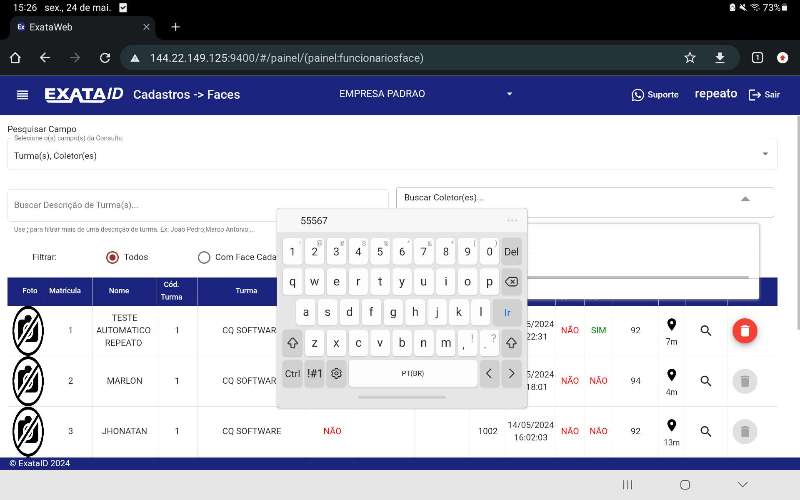 15:26 sex., 24 de mai. 73%
Ex ExataWeb
144.22.149.125:9400/#/painel/(painel:funcionariosface) 1
EXATAID Cadastros -> Faces EMPRESA PADRAO Suporte repeato Sair
Pesquisar Campo
Selecione o(s) campo(s) da Consulta
Turma(s), Coletor(es)
Buscar Descrição de Turma(s)... Buscar Coletor(es)...
Use ; para filtrar mais de uma descrição de turma. Ex: Joao Pedro;Marco Antonio...
Filtrar: Todos Com Face Cada
Foto Matrícula Nome Cód. Turma Turma
1 TESTE AUTOMATICO REPEATO 1 CQ SOFTWAR 5/2024 22:31 NÃO SIM 92 7m
2 MARLON 1 CQ SOFTWAR 5/2024 18:01 NÃO NÃO 94 4m
3 JHONATAN 1 CQ SOFTWARE NÃO 1002 14/05/2024 16:02:03 NÃO NÃO 92 13m
55567 ...
1 2 3 4 5 6 7 8 9 0 Del
q w e r t y u i o p
a s d f g h j k l Ir
z x c v b n m , ! . ?
Ctrl !#1 PT(BR) < >
© ExataID 2024